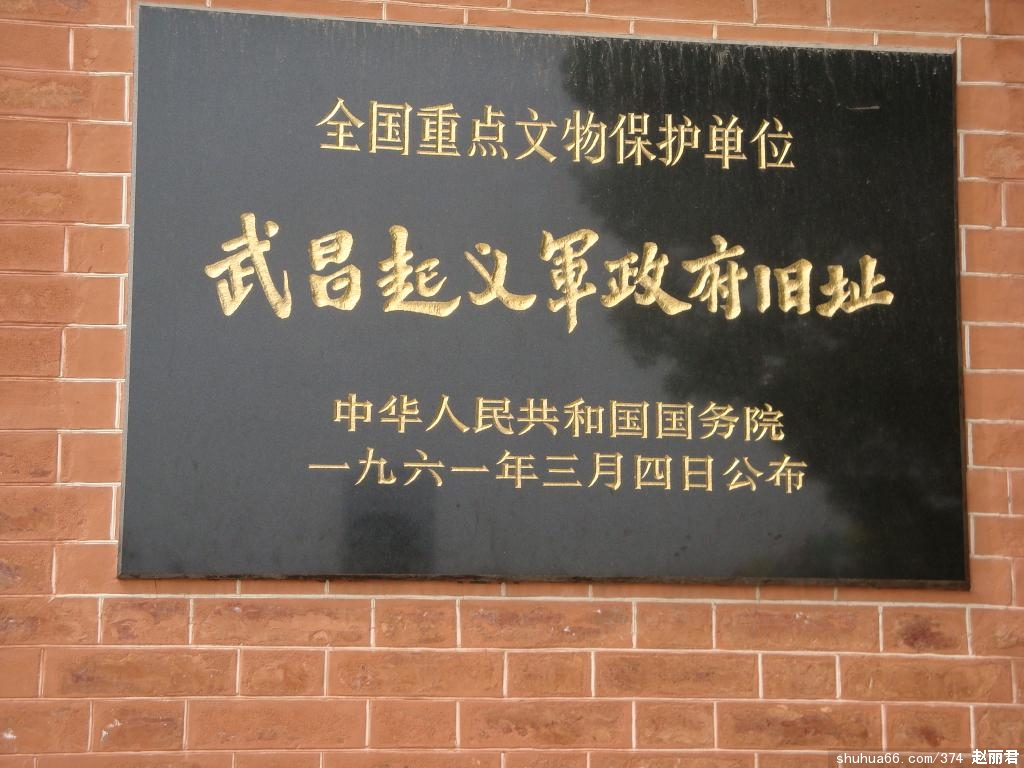 全国重点文物保护单位
武昌起义軍政府旧址
中华人民共和国国务院
一九六一年三月四日公布
shuhua66.com/374 赵丽君